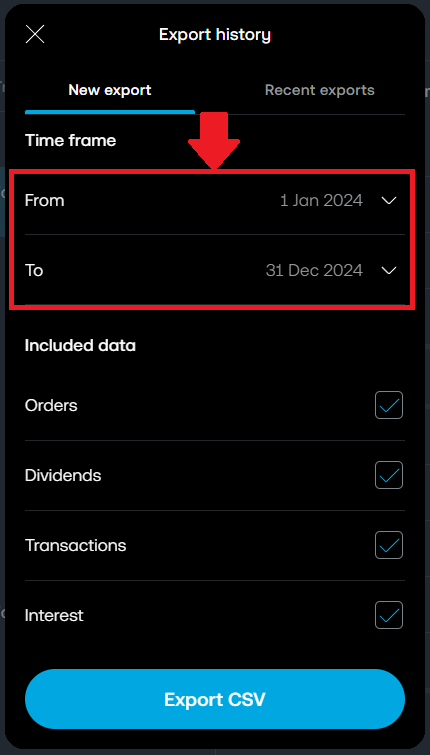 Export history
New export Recent exports
Time frame
From 1 Jan 2024
To 31 Dec 2024
Included data
Orders
Dividends
Transactions
Interest
Export CSV